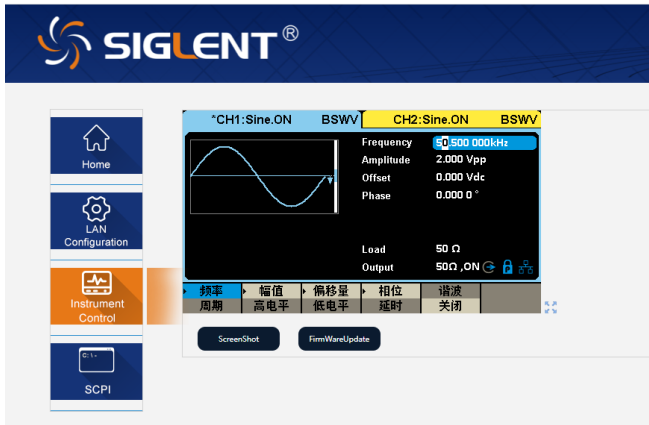 SIGLENT®
*CH1:Sine.ON BSWV CH2:Sine.ON BSWV
Home
LAN Configuration
Instrument Control
C:\-
SCPI
Frequency 50.500 000kHz
Amplitude 2.000 Vpp
Offset 0.000 Vdc
Phase 0.000 0 °
Load 50 Ω
Output 50Ω ,ON
P
频率 幅值 偏移量 相位 谐波
周期 高电平 低电平 延时 关闭
ScreenShot FirmWareUpdate